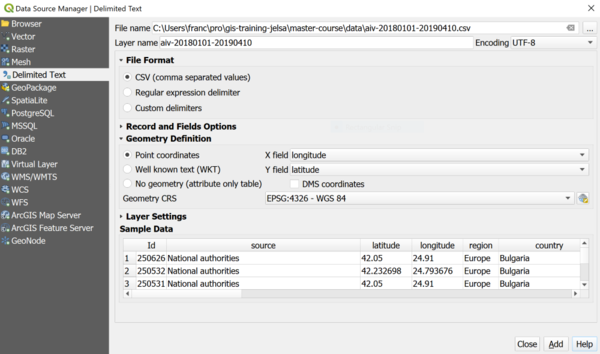 Data Source Manager | Delimited Text
Browser
Vector
Raster
Mesh
Delimited Text
GeoPackage
SpatiaLite
PostgreSQL
MSSQL
Oracle
DB2
Virtual Layer
WMS/WMTS
WCS
WFS
ArcGIS Map Server
ArcGIS Feature Server
GeoNode
File name C:\Users\franc\pro\gis-training-jelsa\master-course\data\aiv-20180101-20190410.csv ...
Layer name aiv-20180101-20190410 Encoding UTF-8
File Format
CSV (comma separated values)
Regular expression delimiter
Custom delimiters
Record and Fields Options
Geometry Definition
Point coordinates X field longitude
Well known text (WKT) Y field latitude
No geometry (attribute only table) DMS coordinates
Geometry CRS EPSG:4326 - WGS 84
Layer Settings
Sample Data
Id source latitude longitude region country
1 250626 National authorities 42.05 24.91 Europe Bulgaria
2 250532 National authorities 42.232698 24.793676 Europe Bulgaria
3 250531 National authorities 42.05 24.91 Europe Bulgaria
Close Add Help